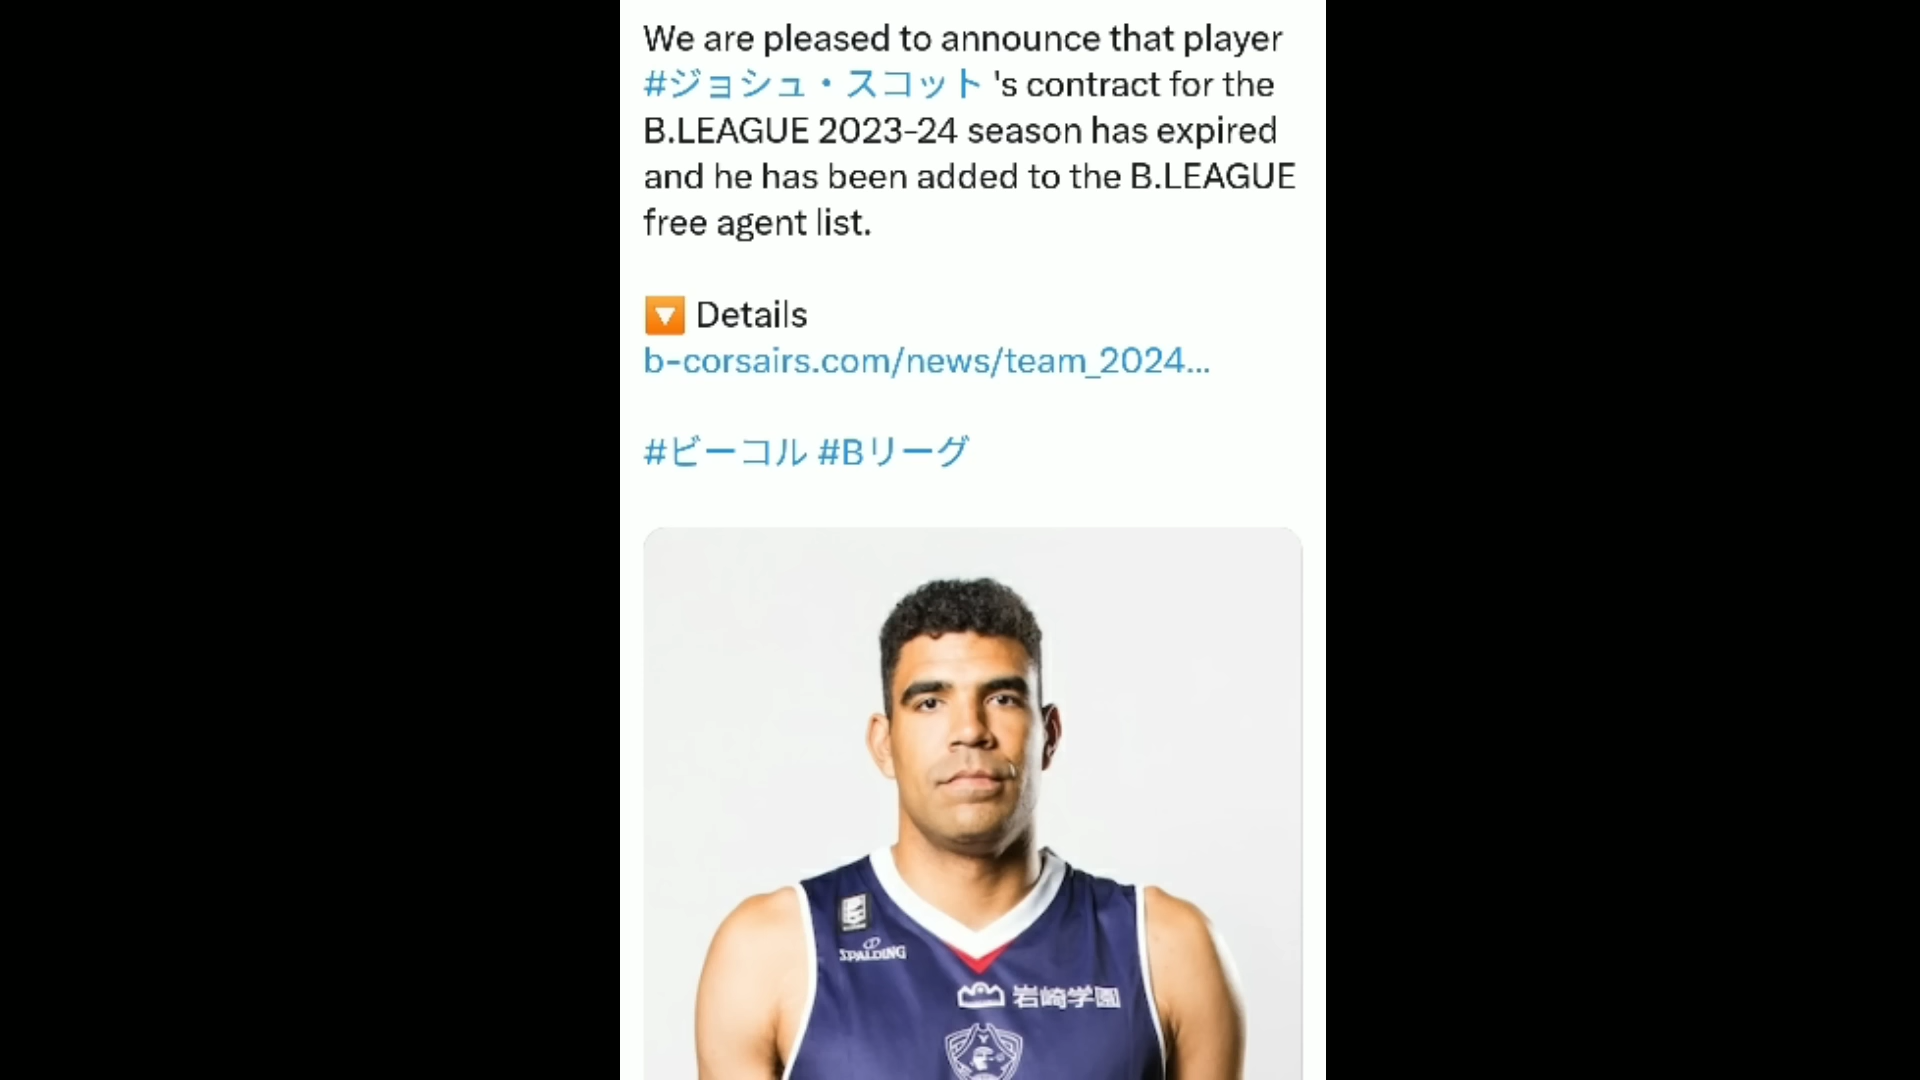 We are pleased to announce that player
#ジョシュ・スコット 's contract for the
B.LEAGUE 2023-24 season has expired
and he has been added to the B.LEAGUE
free agent list.
Details
b-corsairs.com/news/team_2024...
#ビーコル #Bリーグ
SPALDING
岩崎学園